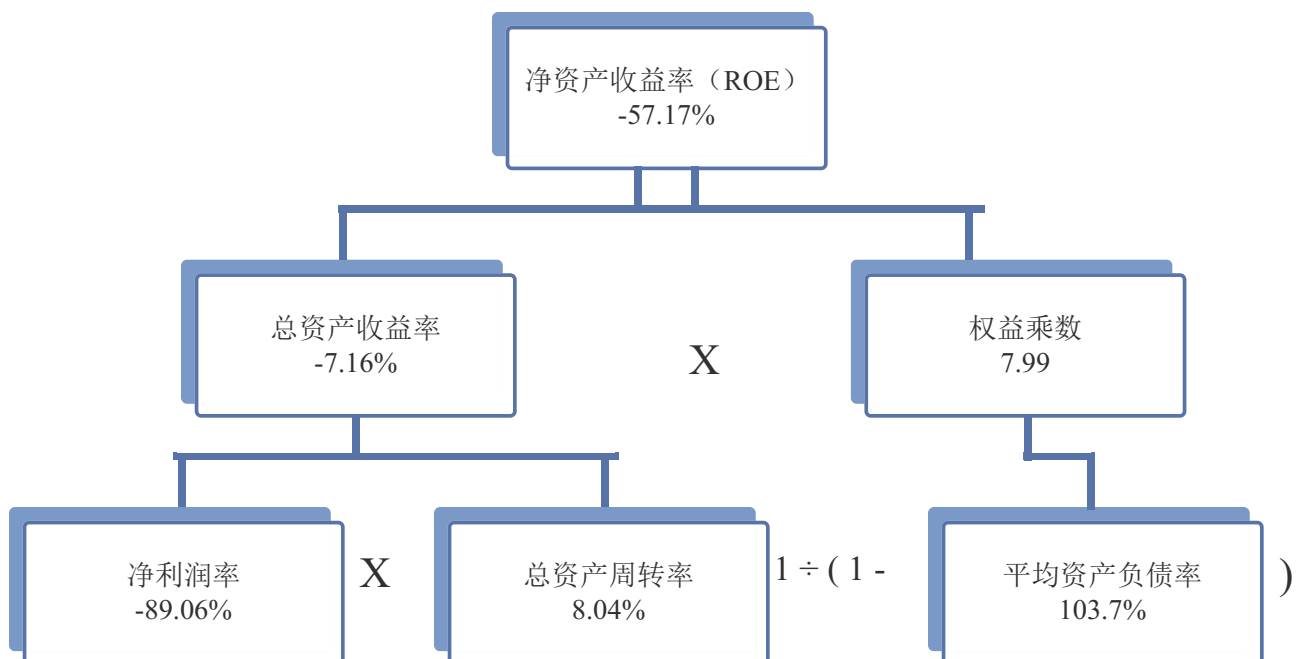 净资产收益率（ROE）
-57.17%
总资产收益率
-7.16%
X
权益乘数
7.99
净利润率
-89.06%
X
总资产周转率
8.04%
1 ÷ ( 1 -
平均资产负债率
103.7%
)